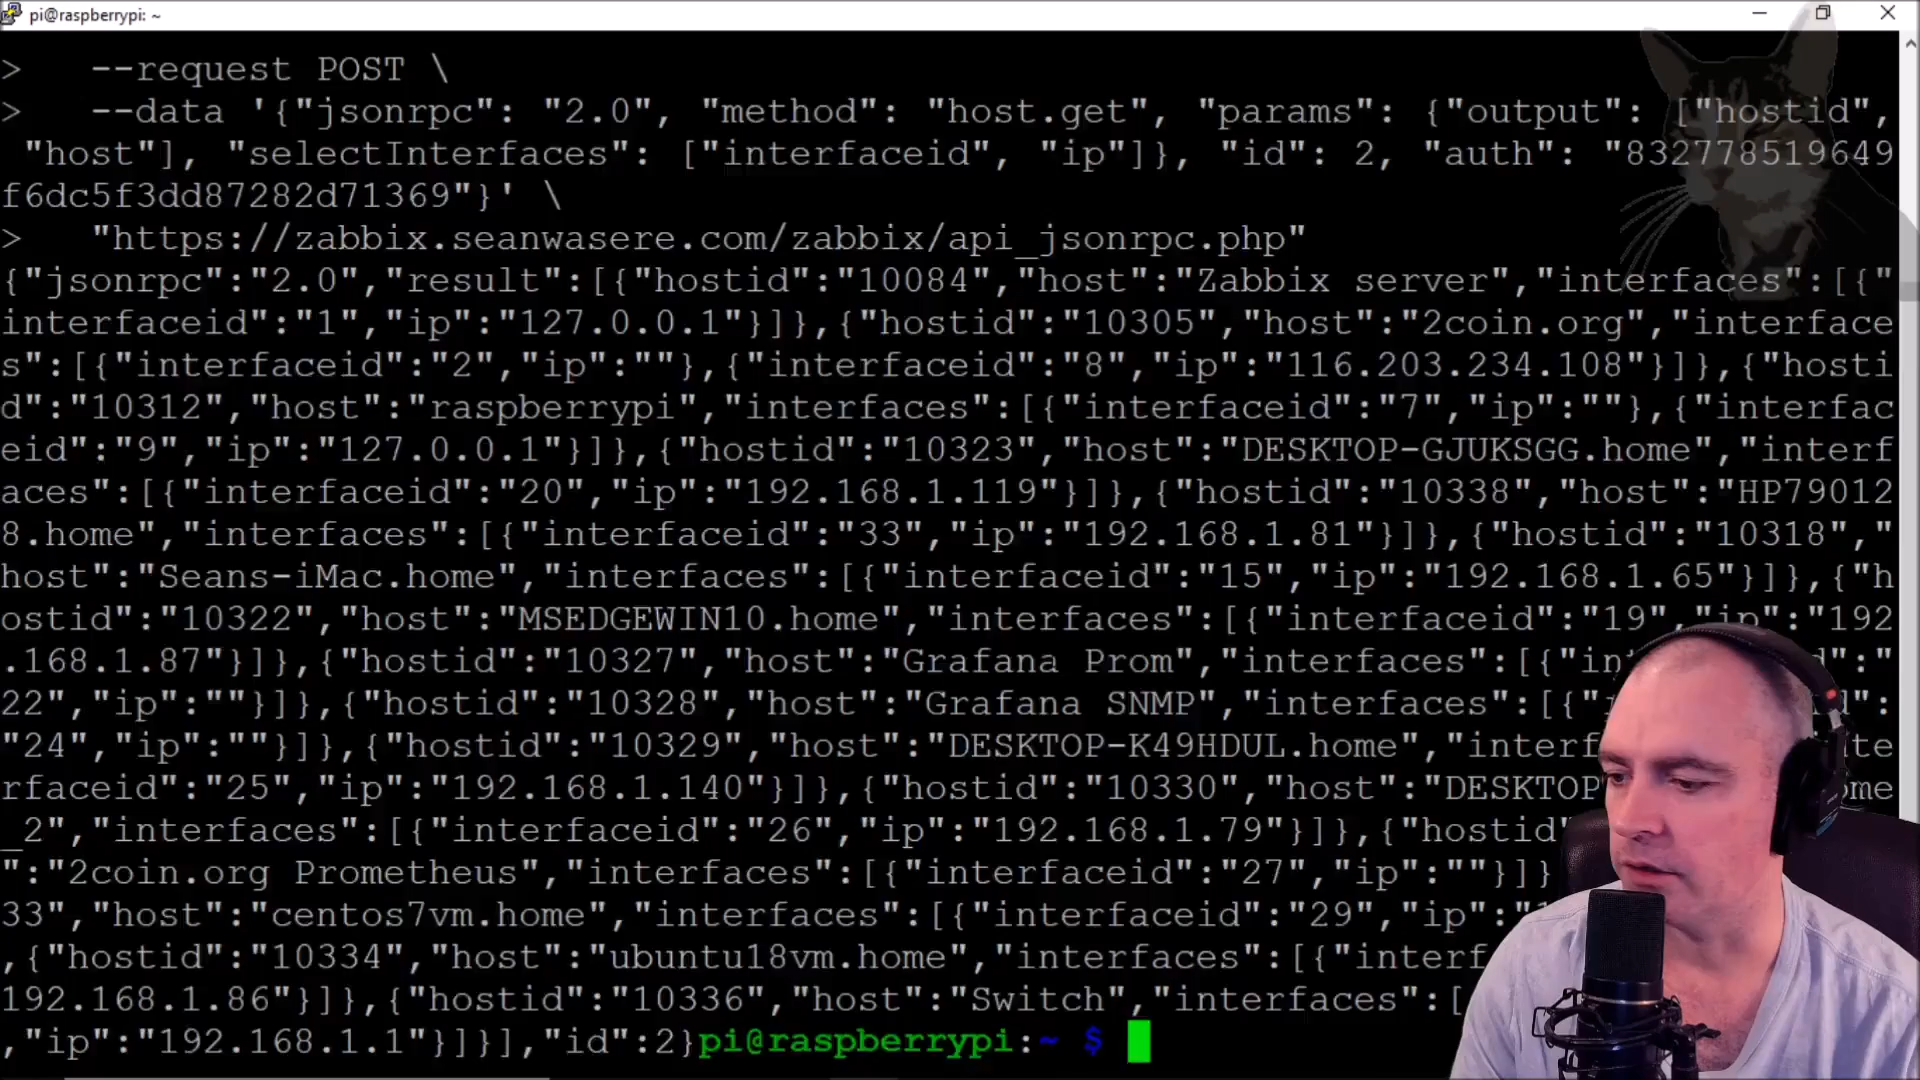 pi@raspberrypi: ~
>   --request POST \
>   --data '{"jsonrpc": "2.0", "method": "host.get", "params": {"output": ["hostid",
 "host"], "selectInterfaces": ["interfaceid", "ip"]}, "id": 2, "auth": "832778519649
f6dc5f3dd87282d71369"}' \
>   "https://zabbix.seanwasere.com/zabbix/api_jsonrpc.php"
{"jsonrpc":"2.0","result":[{"hostid":"10084","host":"Zabbix server","interfaces":[{"
interfaceid":"1","ip":"127.0.0.1"}]},{"hostid":"10305","host":"2coin.org","interface
s":[{"interfaceid":"2","ip":""},{"interfaceid":"8","ip":"116.203.234.108"}]},{"hosti
d":"10312","host":"raspberrypi","interfaces":[{"interfaceid":"7","ip":""},{"interfac
eid":"9","ip":"127.0.0.1"}]},{"hostid":"10323","host":"DESKTOP-GJUKSGG.home","interf
aces":[{"interfaceid":"20","ip":"192.168.1.119"}]},{"hostid":"10338","host":"HP79012
8.home","interfaces":[{"interfaceid":"33","ip":"192.168.1.81"}]},{"hostid":"10318","
host":"Seans-iMac.home","interfaces":[{"interfaceid":"15","ip":"192.168.1.65"}]},{"h
ostid":"10322","host":"MSEDGEWIN10.home","interfaces":[{"interfaceid":"19","ip":"192
.168.1.87"}]},{"hostid":"10327","host":"Grafana Prom","interfaces":[{"in d":"
22","ip":""}]},{"hostid":"10328","host":"Grafana SNMP","interfaces":[{ id":
"24","ip":""}]},{"hostid":"10329","host":"DESKTOP-K49HDUL.home","interf te
rfaceid":"25","ip":"192.168.1.140"}]},{"hostid":"10330","host":"DESKTOP ome
_2","interfaces":[{"interfaceid":"26","ip":"192.168.1.79"}]},{"hostid
":"2coin.org Prometheus","interfaces":[{"interfaceid":"27","ip":""}]}
33","host":"centos7vm.home","interfaces":[{"interfaceid":"29","ip":"
,{"hostid":"10334","host":"ubuntu18vm.home","interfaces":[{"interf
192.168.1.86"}]},{"hostid":"10336","host":"Switch","interfaces":[
,"ip":"192.168.1.1"}]}],"id":2}pi@raspberrypi:~ $